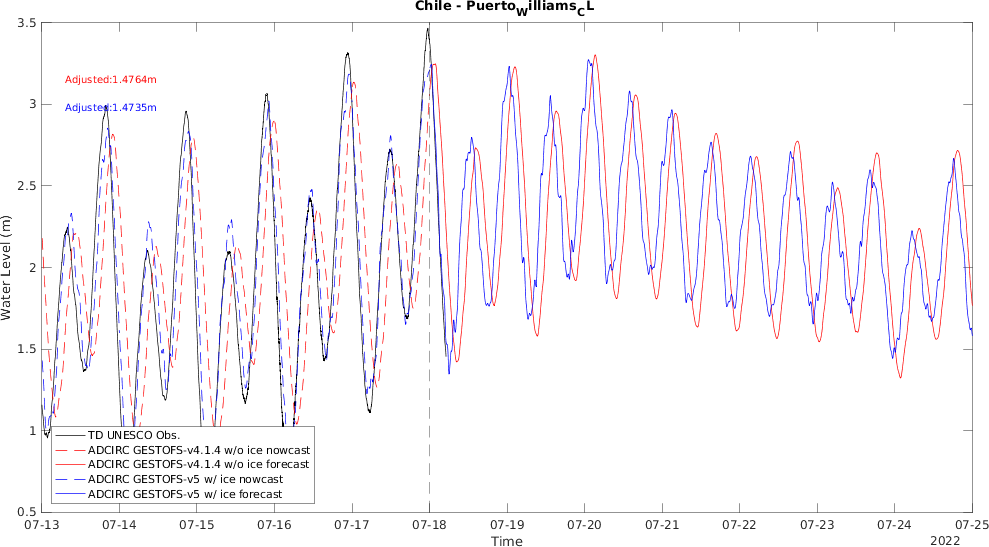 Chile - PuertoWilliamsCL
Adjusted:1.4764m
Adjusted:1.4735m
Water Level (m)
3.5
3
2.5
2
1.5
1
0.5
TD UNESCO Obs.
ADCIRC GESTOFS-v4.1.4 w/o ice nowcast
ADCIRC GESTOFS-v4.1.4 w/o ice forecast
ADCIRC GESTOFS-v5 w/ ice nowcast
ADCIRC GESTOFS-v5 w/ ice forecast
07-13 07-14 07-15 07-16 07-17 07-18 07-19 07-20 07-21 07-22 07-23 07-24 07-25
Time
2022